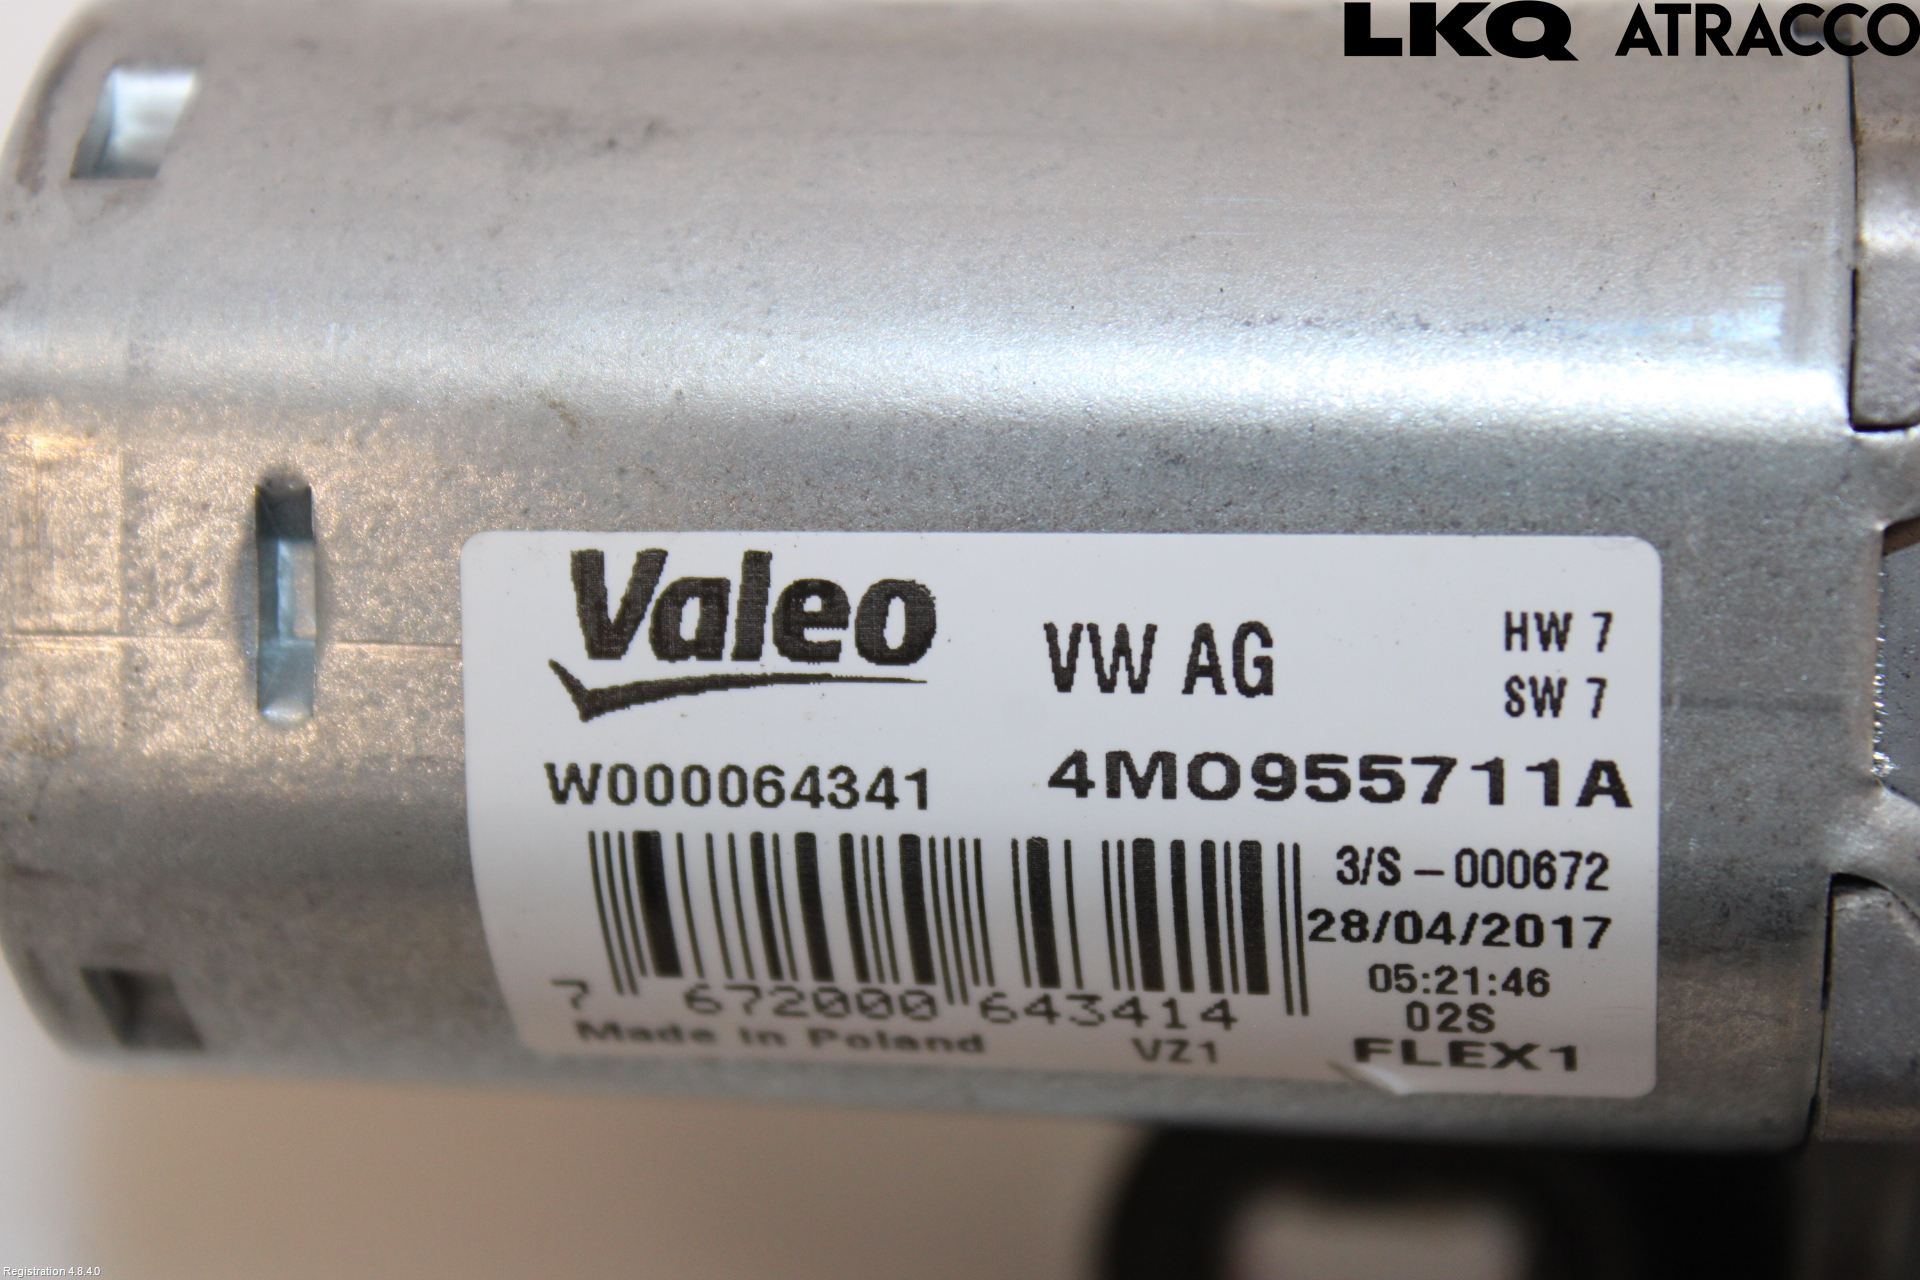 LKQ ATRACCO
Valeo
VW AG
HW 7
SW 7
W000064341
4M0955711A
3/S - 000672
28/04/2017
05:21:46
02S
7 672000 643414
Made in Poland
VZ1
FLEX1
Registration 4.8.4.0